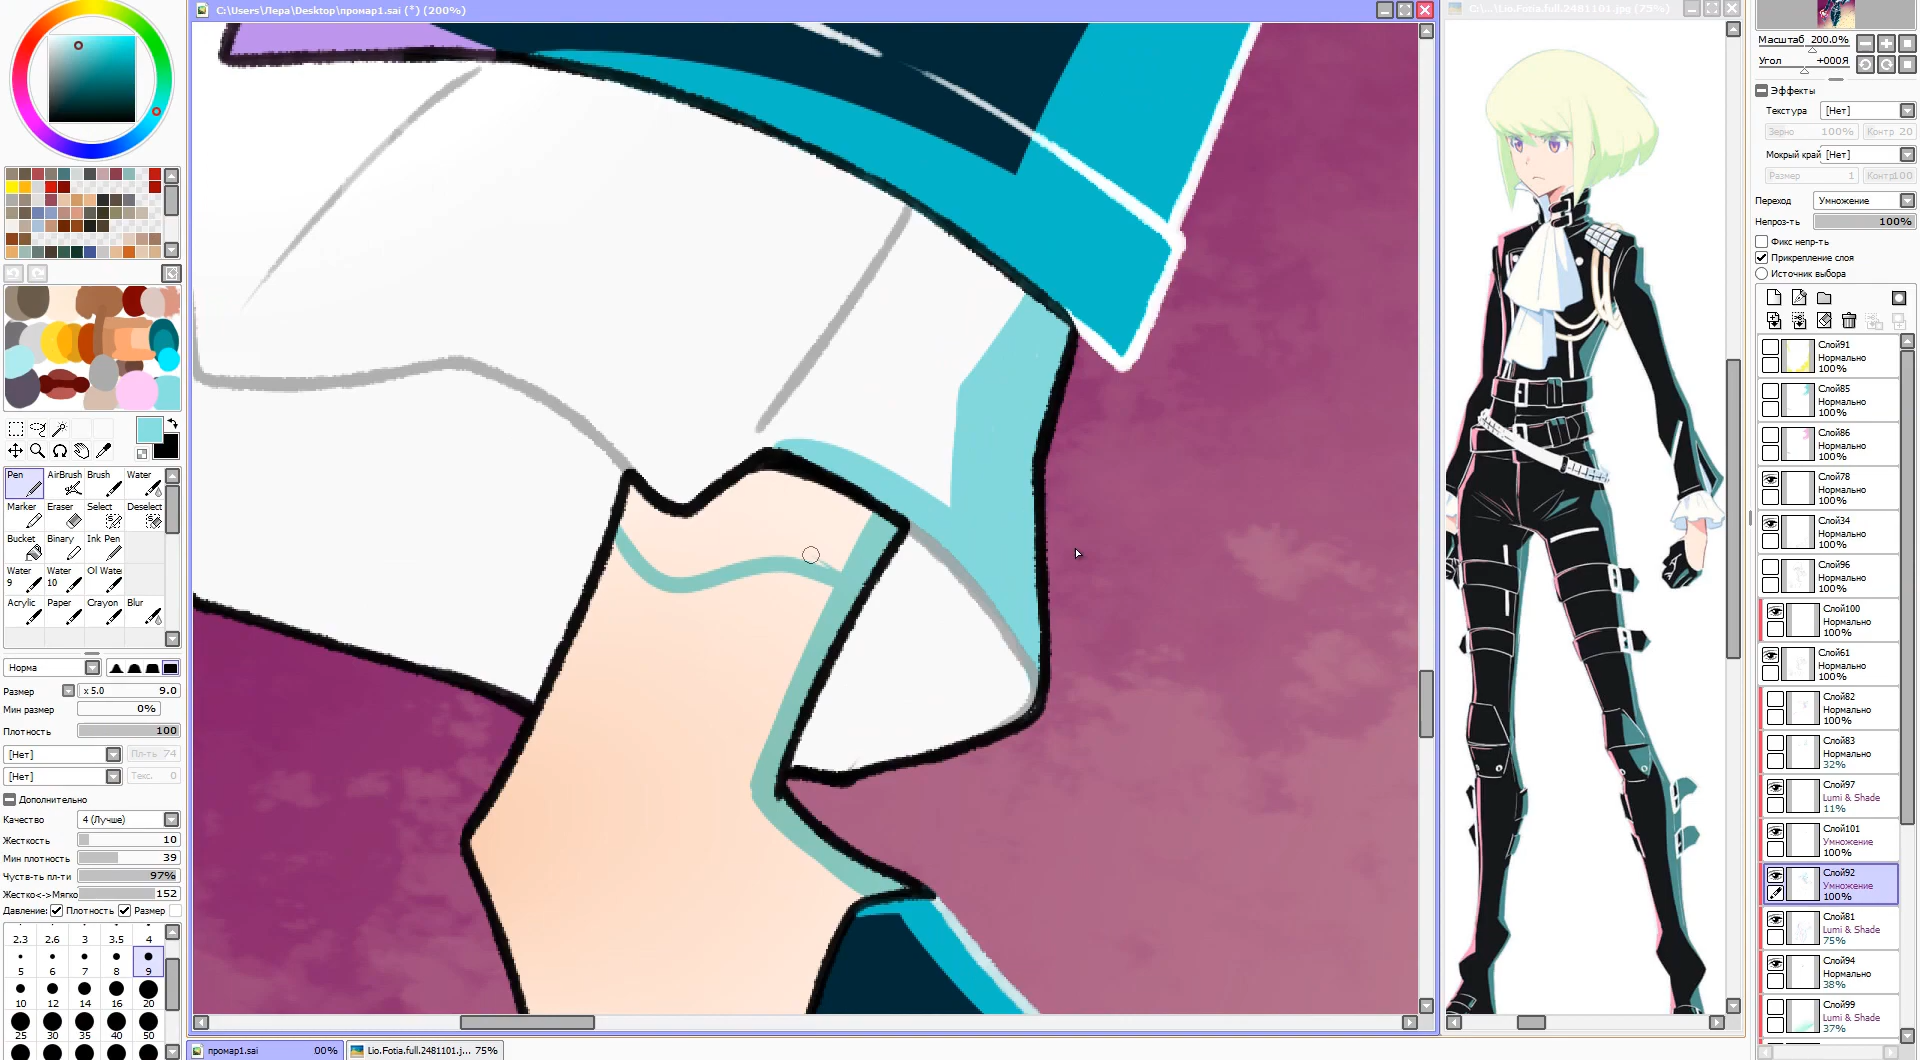 C:\Users\Лера\Desktop\промар1.sai (*) (200%)
C:\...\Lio.Fotia.full.2481101.jpg (75%)
Масштаб 200.0%
Угол +000Я
Эффекты
Текстура [Нет]
Зерно 100% Контр 20
Мокрый край [Нет]
Размер 1 Контр 100
Переход Умножение
Непроз-ть 100%
Фикс непр-ть
Прикрепление слоя
Источник выбора
Слой91
Нормально
100%
Слой85
Нормально
100%
Слой86
Нормально
100%
Слой78
Нормально
100%
Слой34
Нормально
100%
Слой96
Нормально
100%
Слой100
Нормально
100%
Слой61
Нормально
100%
Слой82
Нормально
100%
Слой83
Нормально
32%
Слой97
Lumi & Shade
11%
Слой101
Умножение
100%
Слой92
Умножение
100%
Слой81
Lumi & Shade
75%
Слой94
Нормально
38%
Слой99
Lumi & Shade
37%
Pen AirBrush Brush Water
Marker Eraser Select Deselect
Bucket Binary Ink Pen
Water 9 Water 10 Ol Wate
Acrylic Paper Crayon Blur
Норма
Размер x 5.0 9.0
Мин размер 0%
Плотность 100
[Нет] Пл-ть 74
[Нет] Текс. 0
Дополнительно
Качество 4 (Лучше)
Жесткость 10
Мин плотность 39
Чувств-ть пл-ти 97%
Жестко<->Мягко 152
Давление: Плотность Размер
2.3 2.6 3 3.5 4
5 6 7 8 9
10 12 14 16 20
25 30 35 40 50
промар1.sai 00%
Lio.Fotia.full.2481101.j... 75%